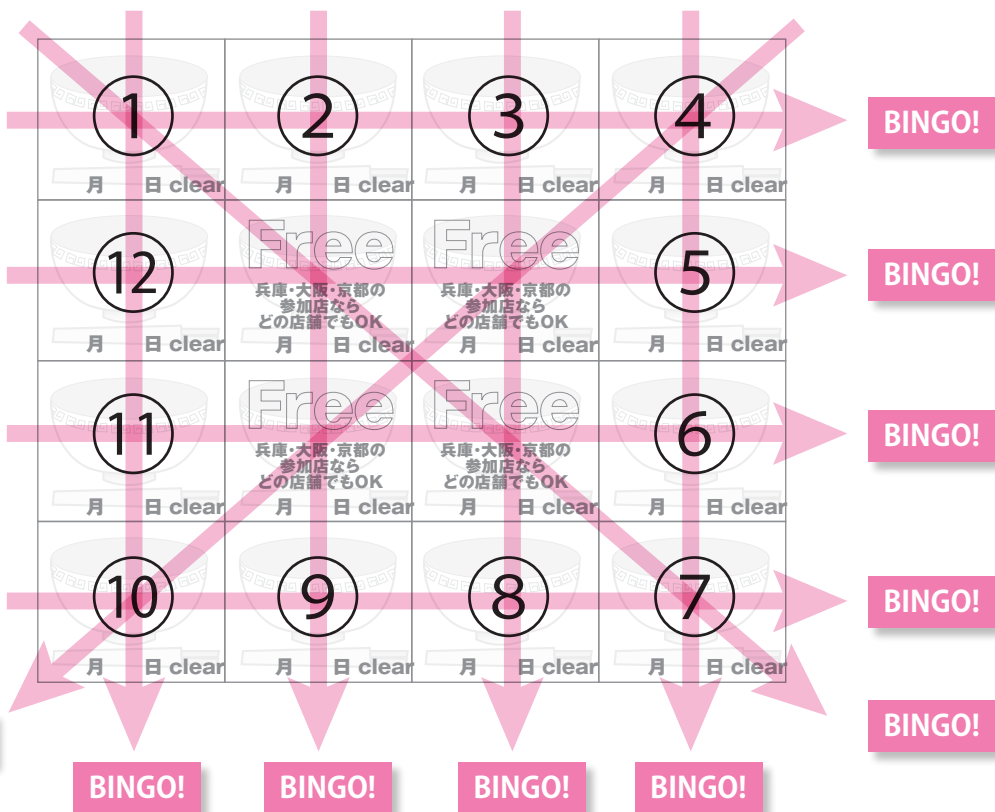 ① ② ③ ④ BINGO!
月 日 clear 月 日 clear 月 日 clear 月 日 clear
⑫ Free Free ⑤ BINGO!
兵庫・大阪・京都の 兵庫・大阪・京都の
参加店なら 参加店なら
どの店舗でもOK どの店舗でもOK
月 日 clear 月 日 clear 月 日 clear 月 日 clear
⑪ Free Free ⑥ BINGO!
兵庫・大阪・京都の 兵庫・大阪・京都の
参加店なら 参加店なら
どの店舗でもOK どの店舗でもOK
月 日 clear 月 日 clear 月 日 clear 月 日 clear
⑩ ⑨ ⑧ ⑦ BINGO!
月 日 clear 月 日 clear 月 日 clear 月 日 clear
BINGO!
BINGO! BINGO! BINGO! BINGO!